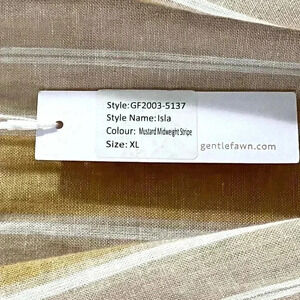 Style:GF2003-5137
Style Name:Isla
Colour: Mustard Midweight Stripe
Size: XL
gentlefawn.com